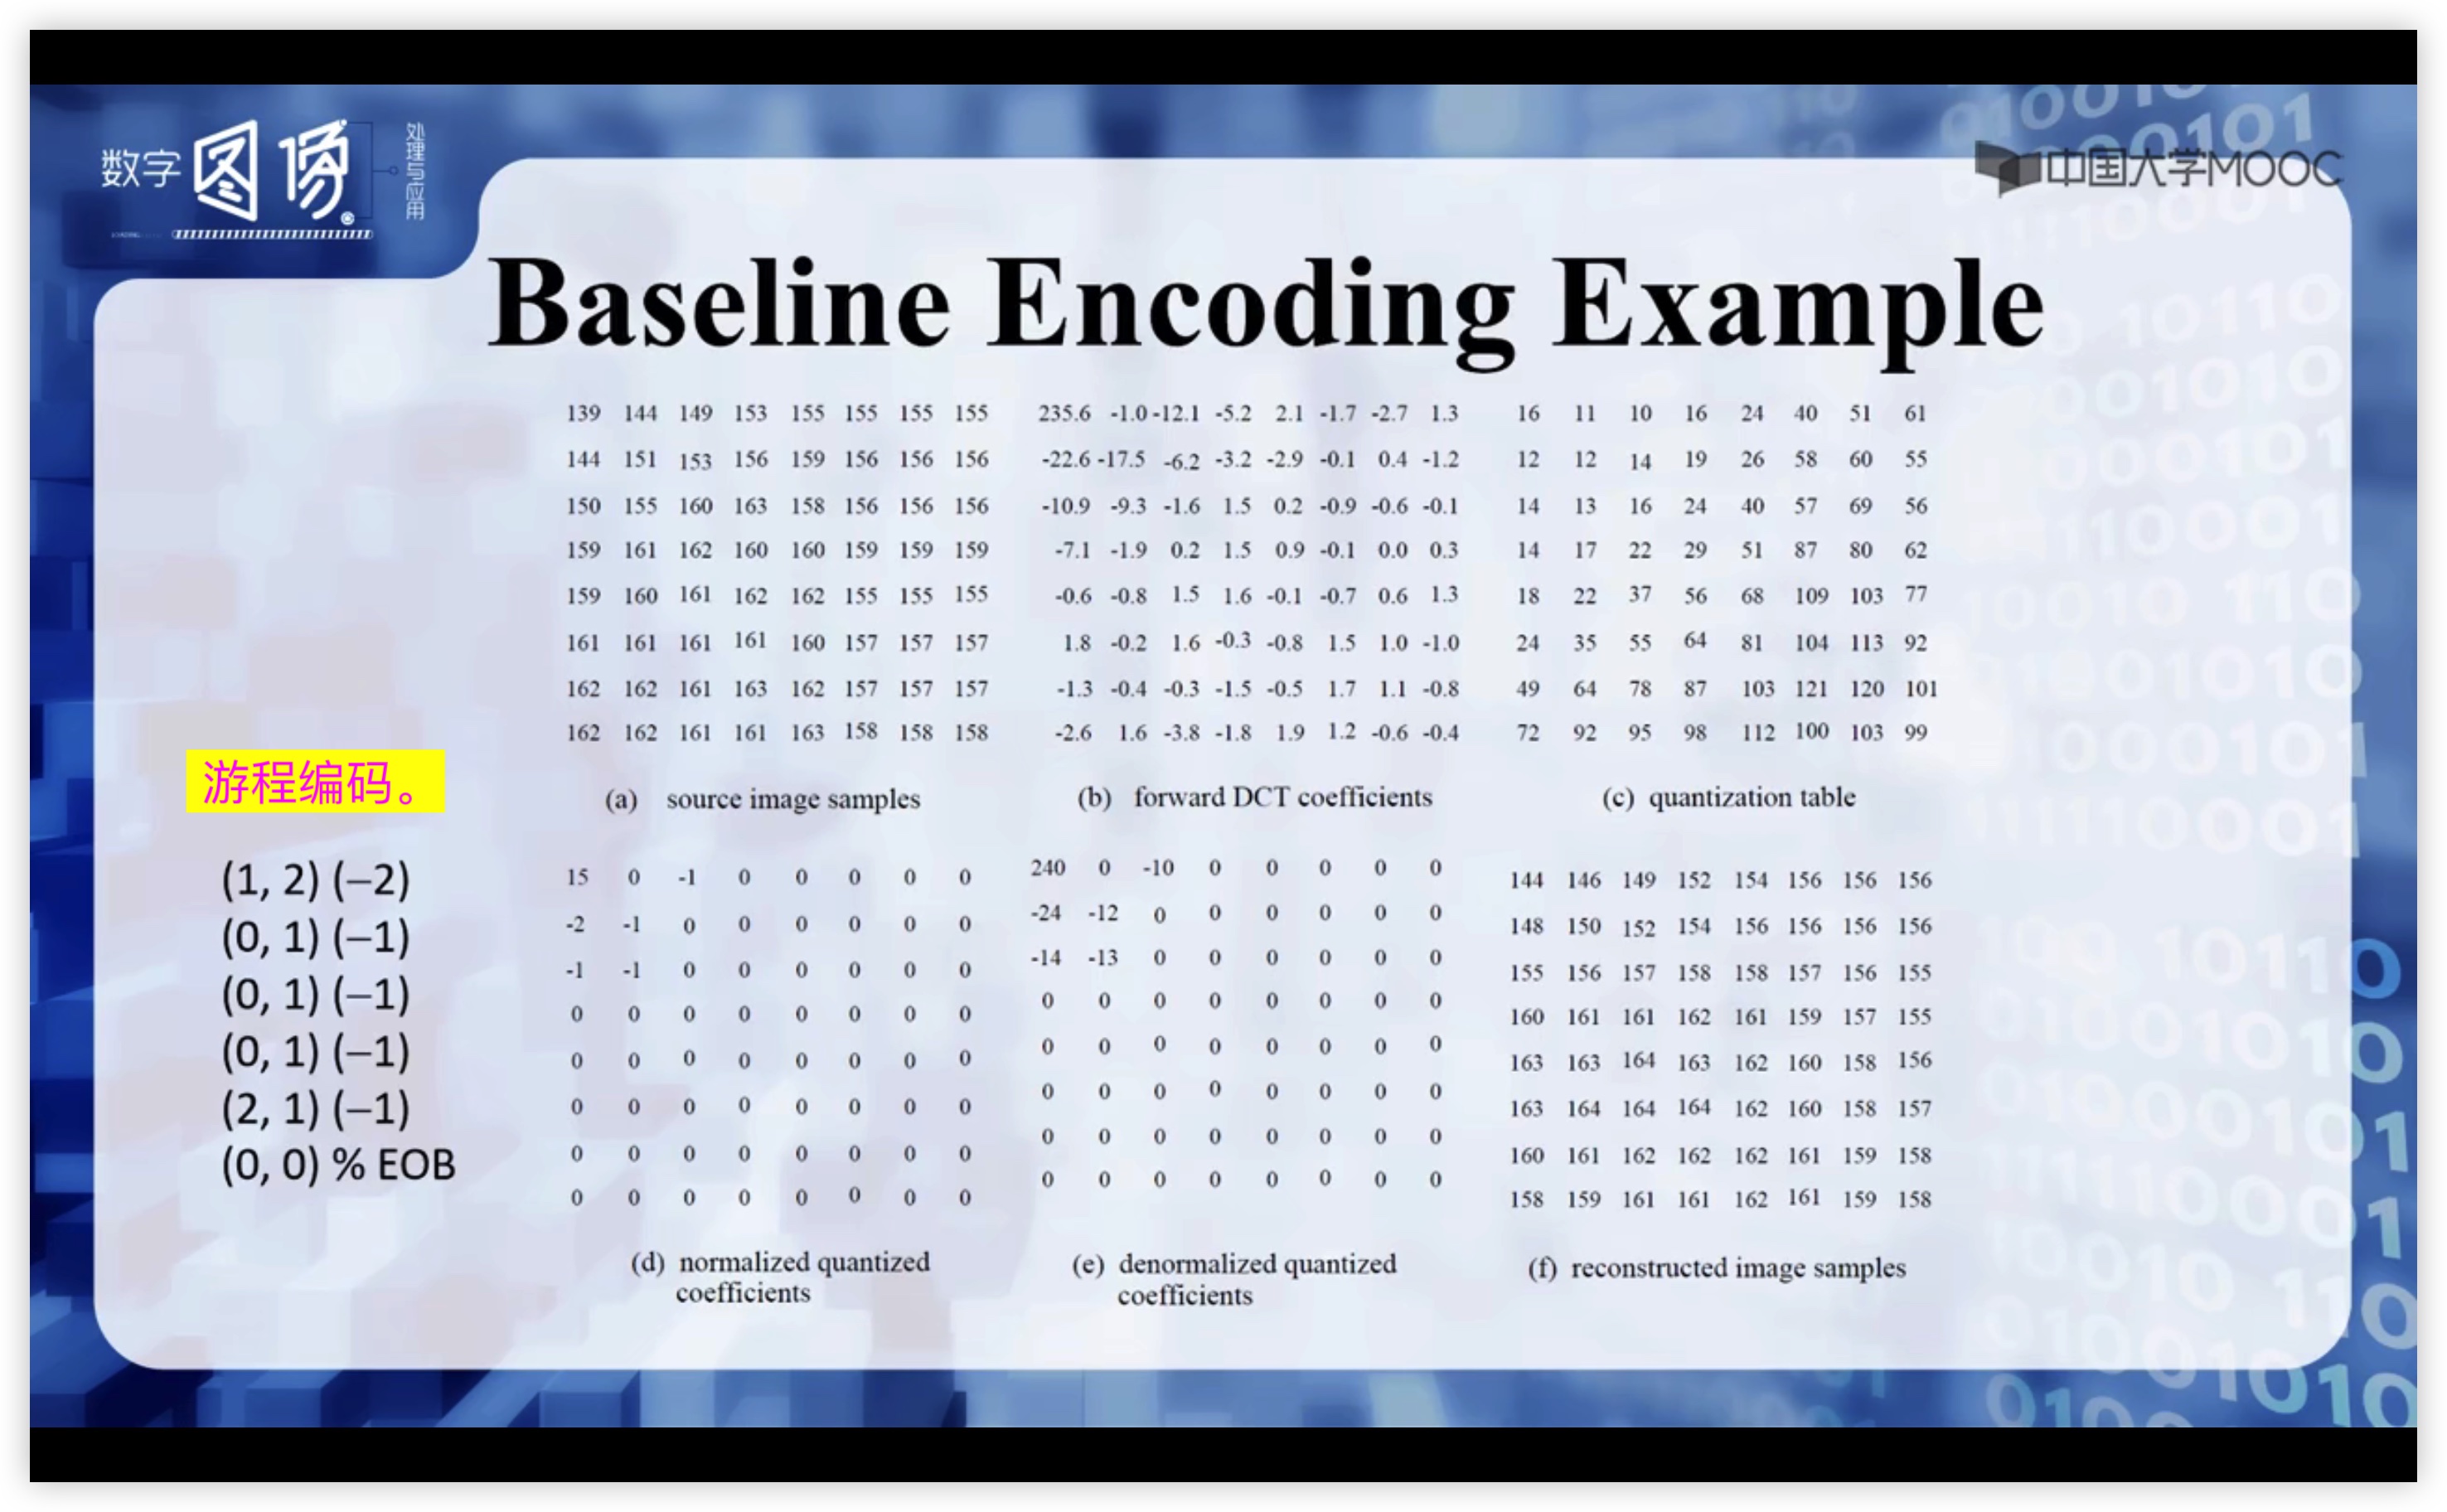 数字图像
处理与应用
中国大学MOOC
Baseline Encoding Example
139 144 149 153 155 155 155 155
144 151 153 156 159 156 156 156
150 155 160 163 158 156 156 156
159 161 162 160 160 159 159 159
159 160 161 162 162 155 155 155
161 161 161 161 160 157 157 157
162 162 161 163 162 157 157 157
162 162 161 161 163 158 158 158
(a) source image samples
235.6 -1.0 -12.1 -5.2 2.1 -1.7 -2.7 1.3
-22.6 -17.5 -6.2 -3.2 -2.9 -0.1 0.4 -1.2
-10.9 -9.3 -1.6 1.5 0.2 -0.9 -0.6 -0.1
-7.1 -1.9 0.2 1.5 0.9 -0.1 0.0 0.3
-0.6 -0.8 1.5 1.6 -0.1 -0.7 0.6 1.3
1.8 -0.2 1.6 -0.3 -0.8 1.5 1.0 -1.0
-1.3 -0.4 -0.3 -1.5 -0.5 1.7 1.1 -0.8
-2.6 1.6 -3.8 -1.8 1.9 1.2 -0.6 -0.4
(b) forward DCT coefficients
16 11 10 16 24 40 51 61
12 12 14 19 26 58 60 55
14 13 16 24 40 57 69 56
14 17 22 29 51 87 80 62
18 22 37 56 68 109 103 77
24 35 55 64 81 104 113 92
49 64 78 87 103 121 120 101
72 92 95 98 112 100 103 99
(c) quantization table
游程编码。
(1, 2) (–2)
(0, 1) (–1)
(0, 1) (–1)
(0, 1) (–1)
(2, 1) (–1)
(0, 0) % EOB
15 0 -1 0 0 0 0 0
-2 -1 0 0 0 0 0 0
-1 -1 0 0 0 0 0 0
0 0 0 0 0 0 0 0
0 0 0 0 0 0 0 0
0 0 0 0 0 0 0 0
0 0 0 0 0 0 0 0
0 0 0 0 0 0 0 0
(d) normalized quantized
coefficients
240 0 -10 0 0 0 0 0
-24 -12 0 0 0 0 0 0
-14 -13 0 0 0 0 0 0
0 0 0 0 0 0 0 0
0 0 0 0 0 0 0 0
0 0 0 0 0 0 0 0
0 0 0 0 0 0 0 0
0 0 0 0 0 0 0 0
(e) denormalized quantized
coefficients
144 146 149 152 154 156 156 156
148 150 152 154 156 156 156 156
155 156 157 158 158 157 156 155
160 161 161 162 161 159 157 155
163 163 164 163 162 160 158 156
163 164 164 164 162 160 158 157
160 161 162 162 162 161 159 158
158 159 161 161 162 161 159 158
(f) reconstructed image samples